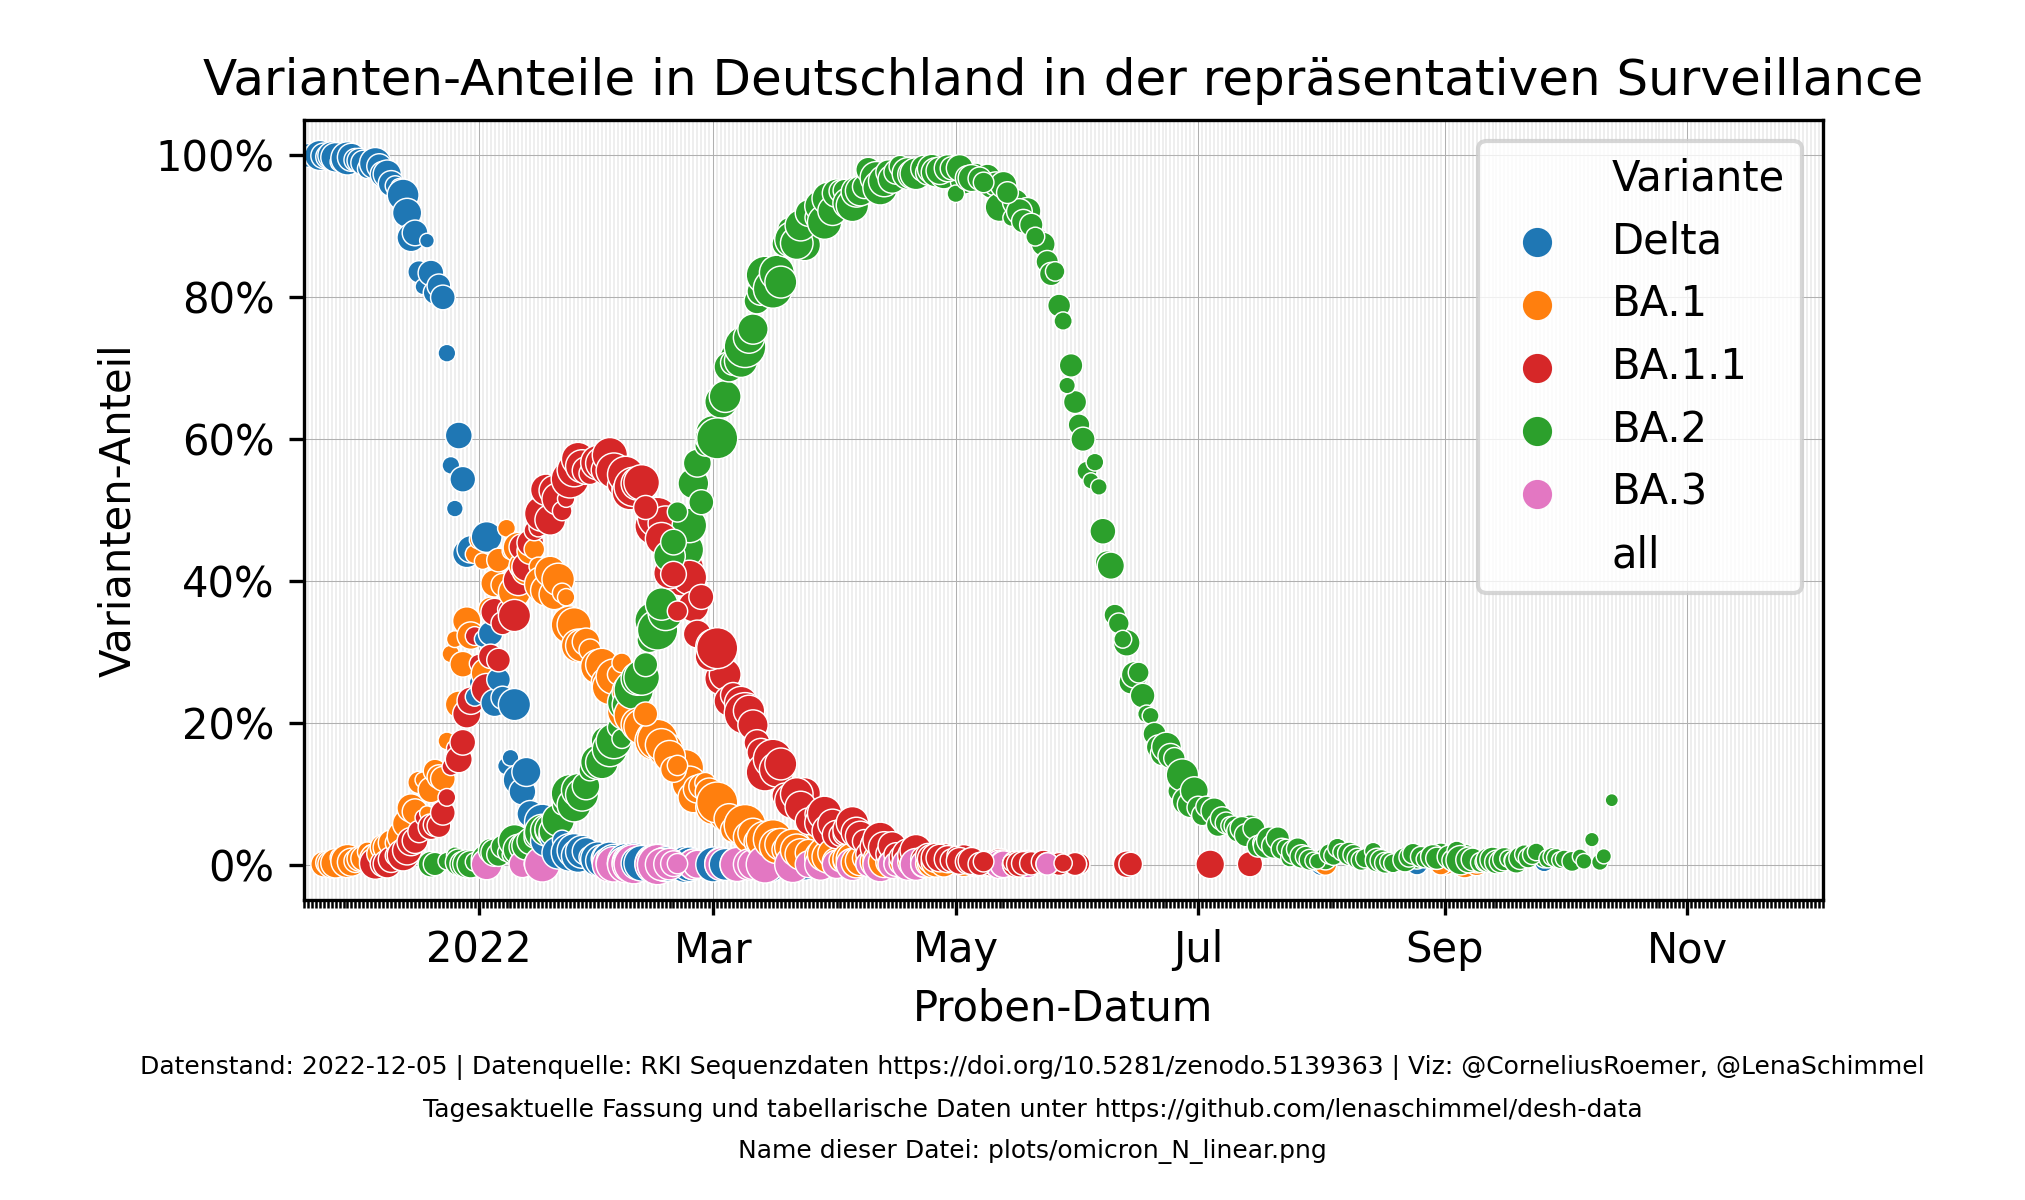 Varianten-Anteile in Deutschland in der repräsentativen Surveillance
Varianten-Anteil
100%
80%
60%
40%
20%
0%
Variante
Delta
BA.1
BA.1.1
BA.2
BA.3
all
2022
Mar
May
Jul
Sep
Nov
Proben-Datum
Datenstand: 2022-12-05 | Datenquelle: RKI Sequenzdaten https://doi.org/10.5281/zenodo.5139363 | Viz: @CorneliusRoemer, @LenaSchimmel
Tagesaktuelle Fassung und tabellarische Daten unter https://github.com/lenaschimmel/desh-data
Name dieser Datei: plots/omicron_N_linear.png